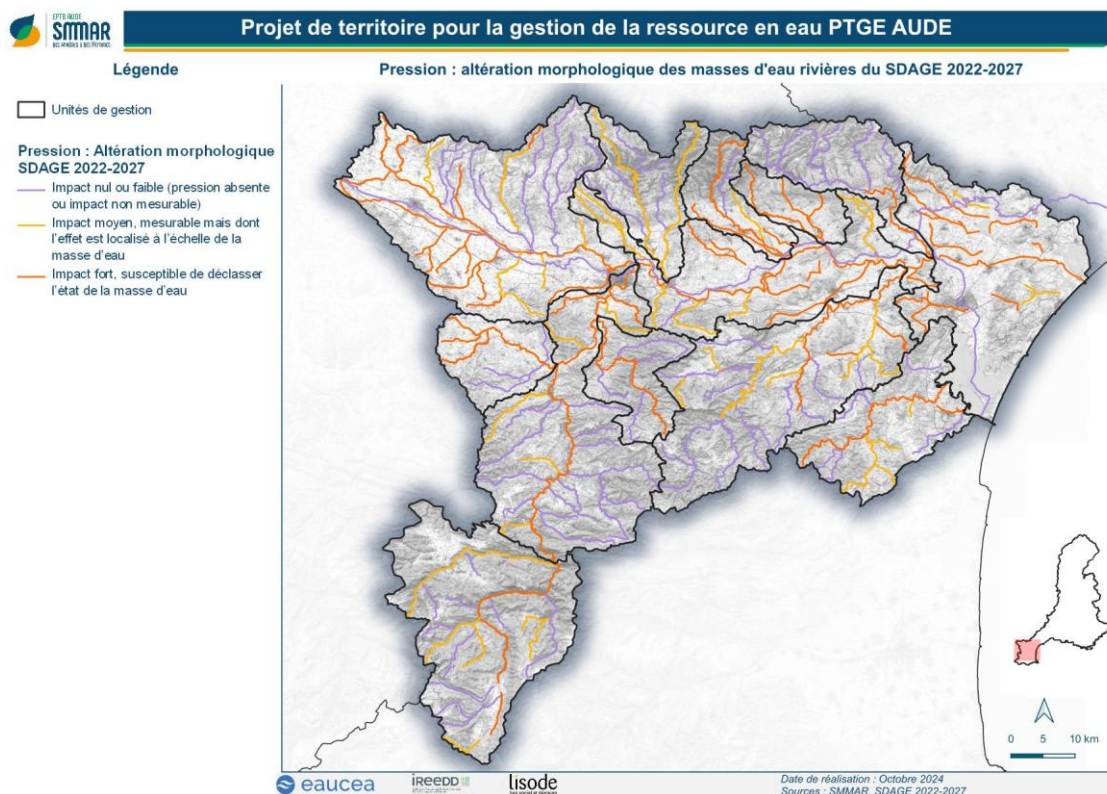 EPTB AUDE
SMMAR
Projet de territoire pour la gestion de la ressource en eau PTGE AUDE
Légende
Pression : altération morphologique des masses d'eau rivières du SDAGE 2022-2027
Unités de gestion
Pression : Altération morphologique
SDAGE 2022-2027
Impact nul ou faible (pression absente
ou impact non mesurable)
Impact moyen, mesurable mais dont
l'effet est localisé à l'échelle de la
masse d'eau
Impact fort, susceptible de déclasser
l'état de la masse d'eau
0 5 10 km
eaucea
iREEDD
lisode
Date de réalisation : Octobre 2024
Sources : SMMAR, SDAGE 2022-2027